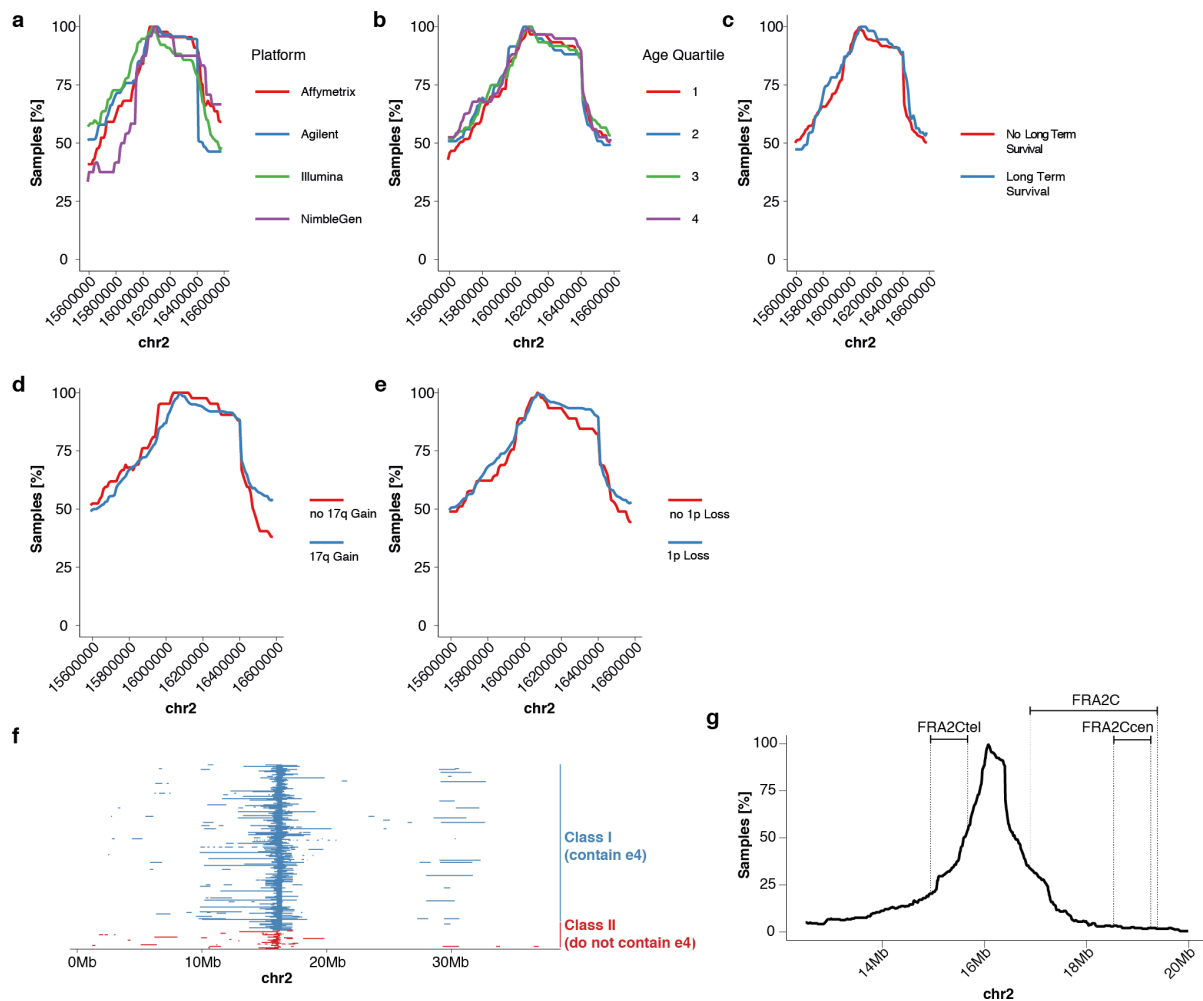 a
Samples [%]
100
75
50
25
0
15600000
15800000
16000000
16200000
16400000
16600000
chr2
Platform
Affymetrix
Agilent
Illumina
NimbleGen
b
Samples [%]
100
75
50
25
0
15600000
15800000
16000000
16200000
16400000
16600000
chr2
Age Quartile
1
2
3
4
c
Samples [%]
100
75
50
25
0
15600000
15800000
16000000
16200000
16400000
16600000
chr2
No Long Term
Survival
Long Term
Survival
d
Samples [%]
100
75
50
25
0
15600000
15800000
16000000
16200000
16400000
16600000
chr2
no 17q Gain
17q Gain
e
Samples [%]
100
75
50
25
0
15600000
15800000
16000000
16200000
16400000
16600000
chr2
no 1p Loss
1p Loss
f
Class I
(contain e4)
Class II
(do not contain e4)
0Mb
10Mb
20Mb
30Mb
chr2
g
FRA2C
FRA2Ctel
FRA2Ccen
Samples [%]
100
75
50
25
0
14Mb
16Mb
18Mb
20Mb
chr2